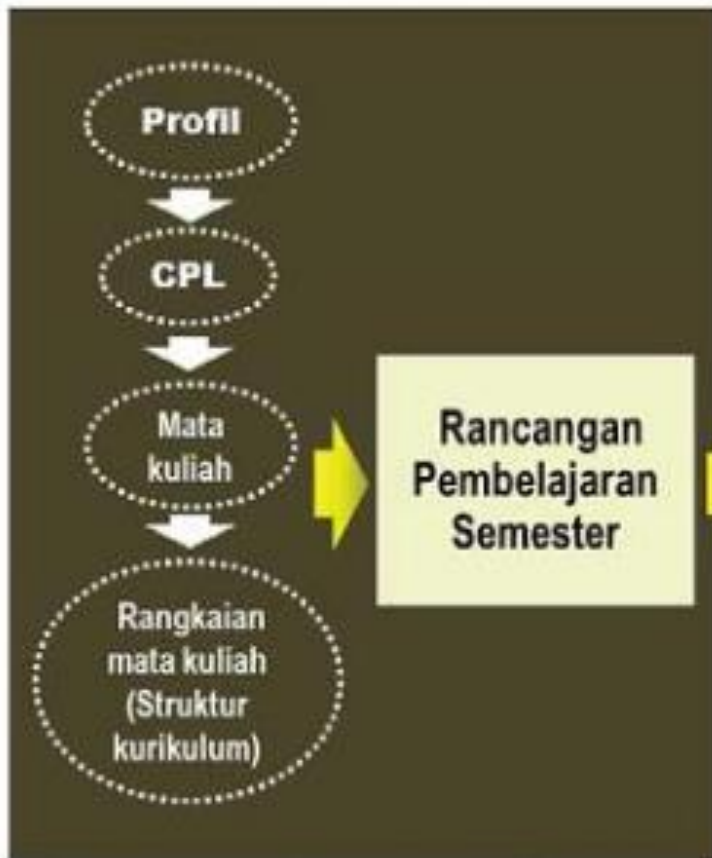 Profil
CPL
Mata
kuliah
Rangkaian
mata kuliah
(Struktur
kurikulum)
Rancangan
Pembelajaran
Semester